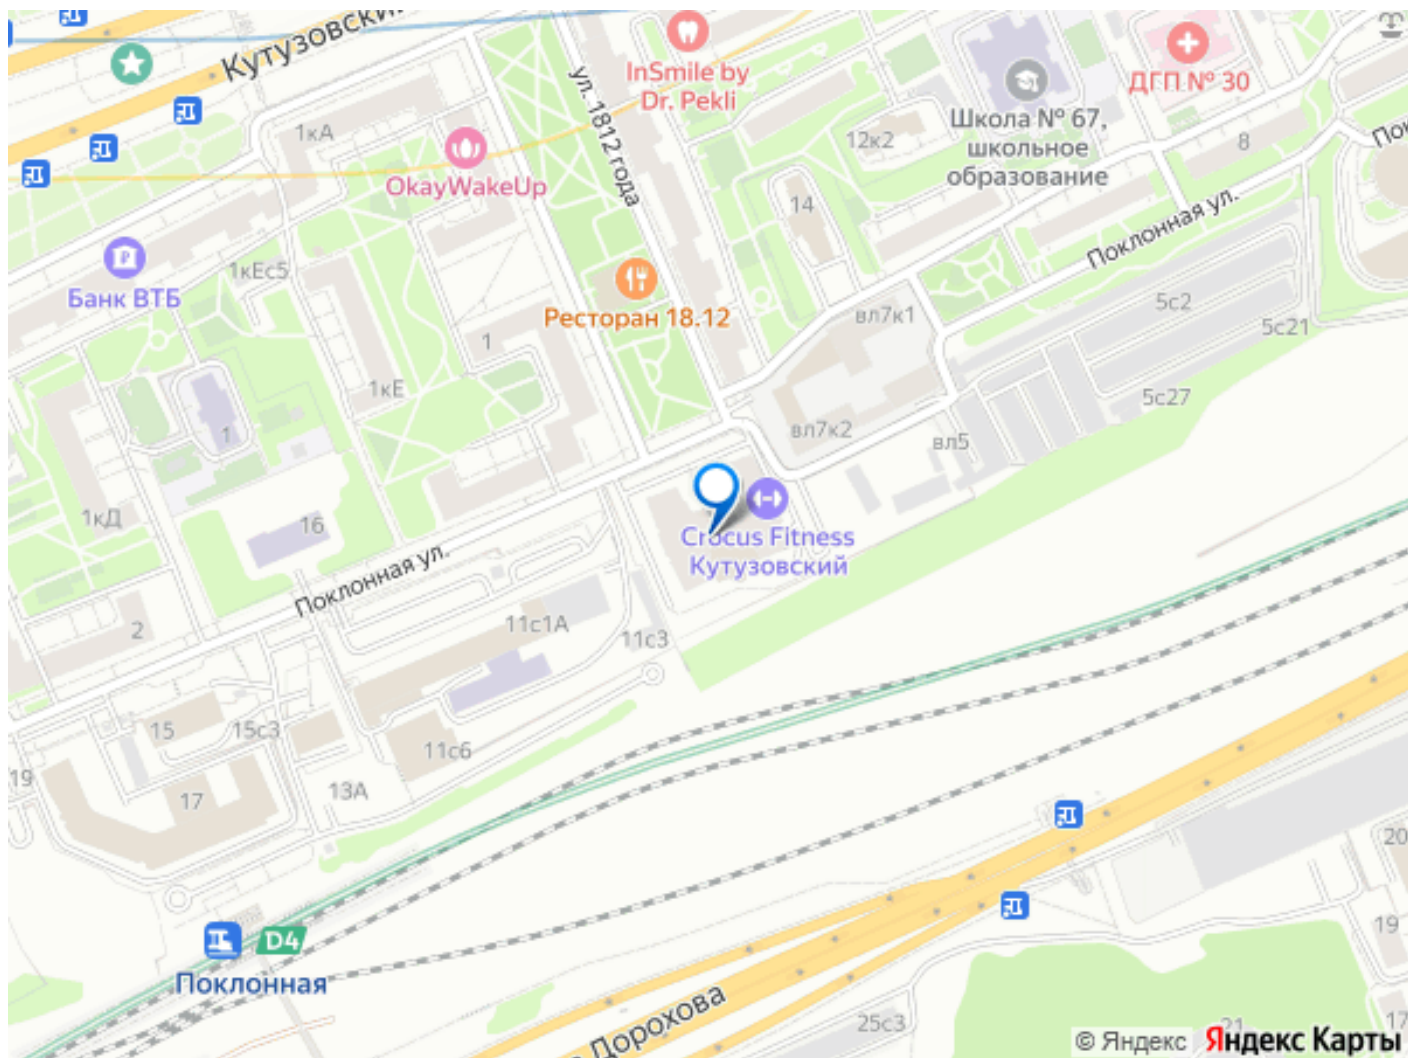 Кутузовский
InSmile by
Dr. Pekli
ДГП № 30
ул. 1812 года
Школа № 67,
школьное
образование
1кА
12к2
8
OkayWakeUp
14
Поклонная ул.
1кЕс5
Банк ВТБ
Ресторан 18.12
вл7к1
5с2
5с21
1
1кЕ
5с27
1
вл7к2
вл5
1кД
16
Crocus Fitness
Кутузовский
Поклонная ул.
2
11с1А
11с3
15
15с3
11с6
19
17
13А
20
19
D4
Поклонная
Дорохова
25с3
21
17
© Яндекс
Яндекс Карты